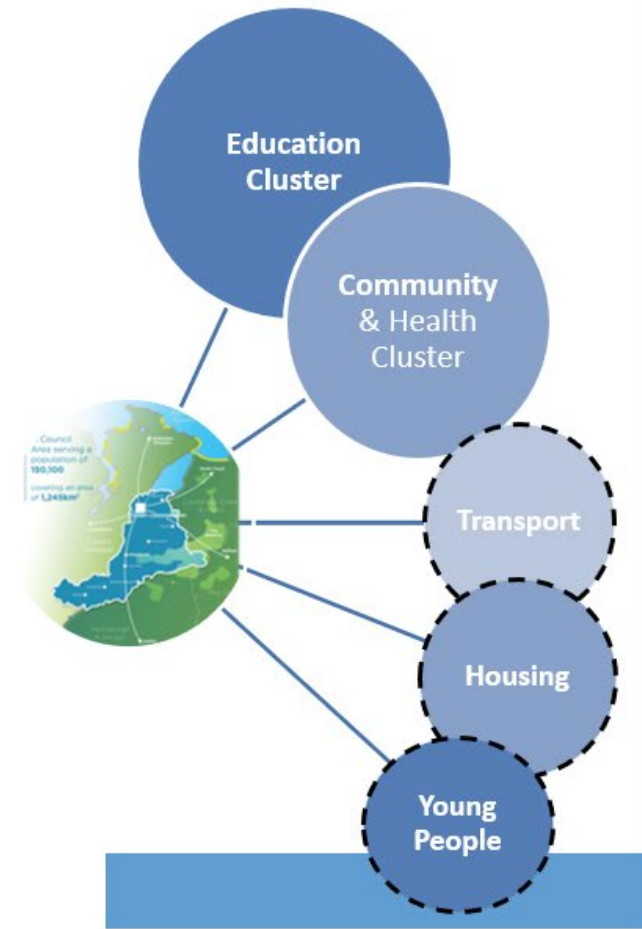 Education
Cluster
Community
& Health
Cluster
. Council
Area serving a
population of
150,100
covering an area
of 1,245km²
Transport
Housing
Young
People